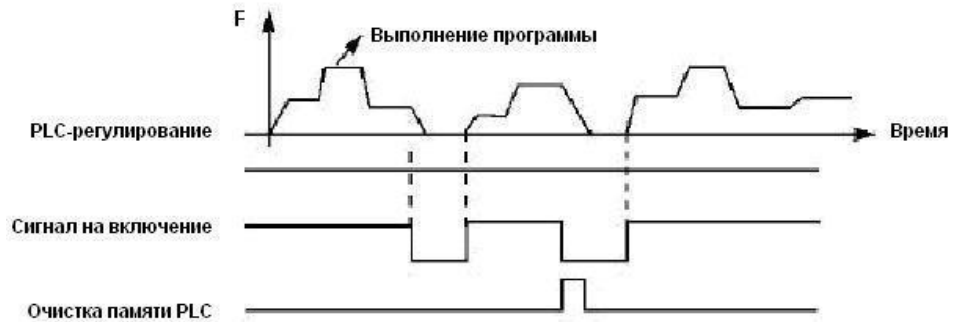 F
Выполнение программы
PLC-регулирование
Время
Сигнал на включение
Очистка памяти PLC